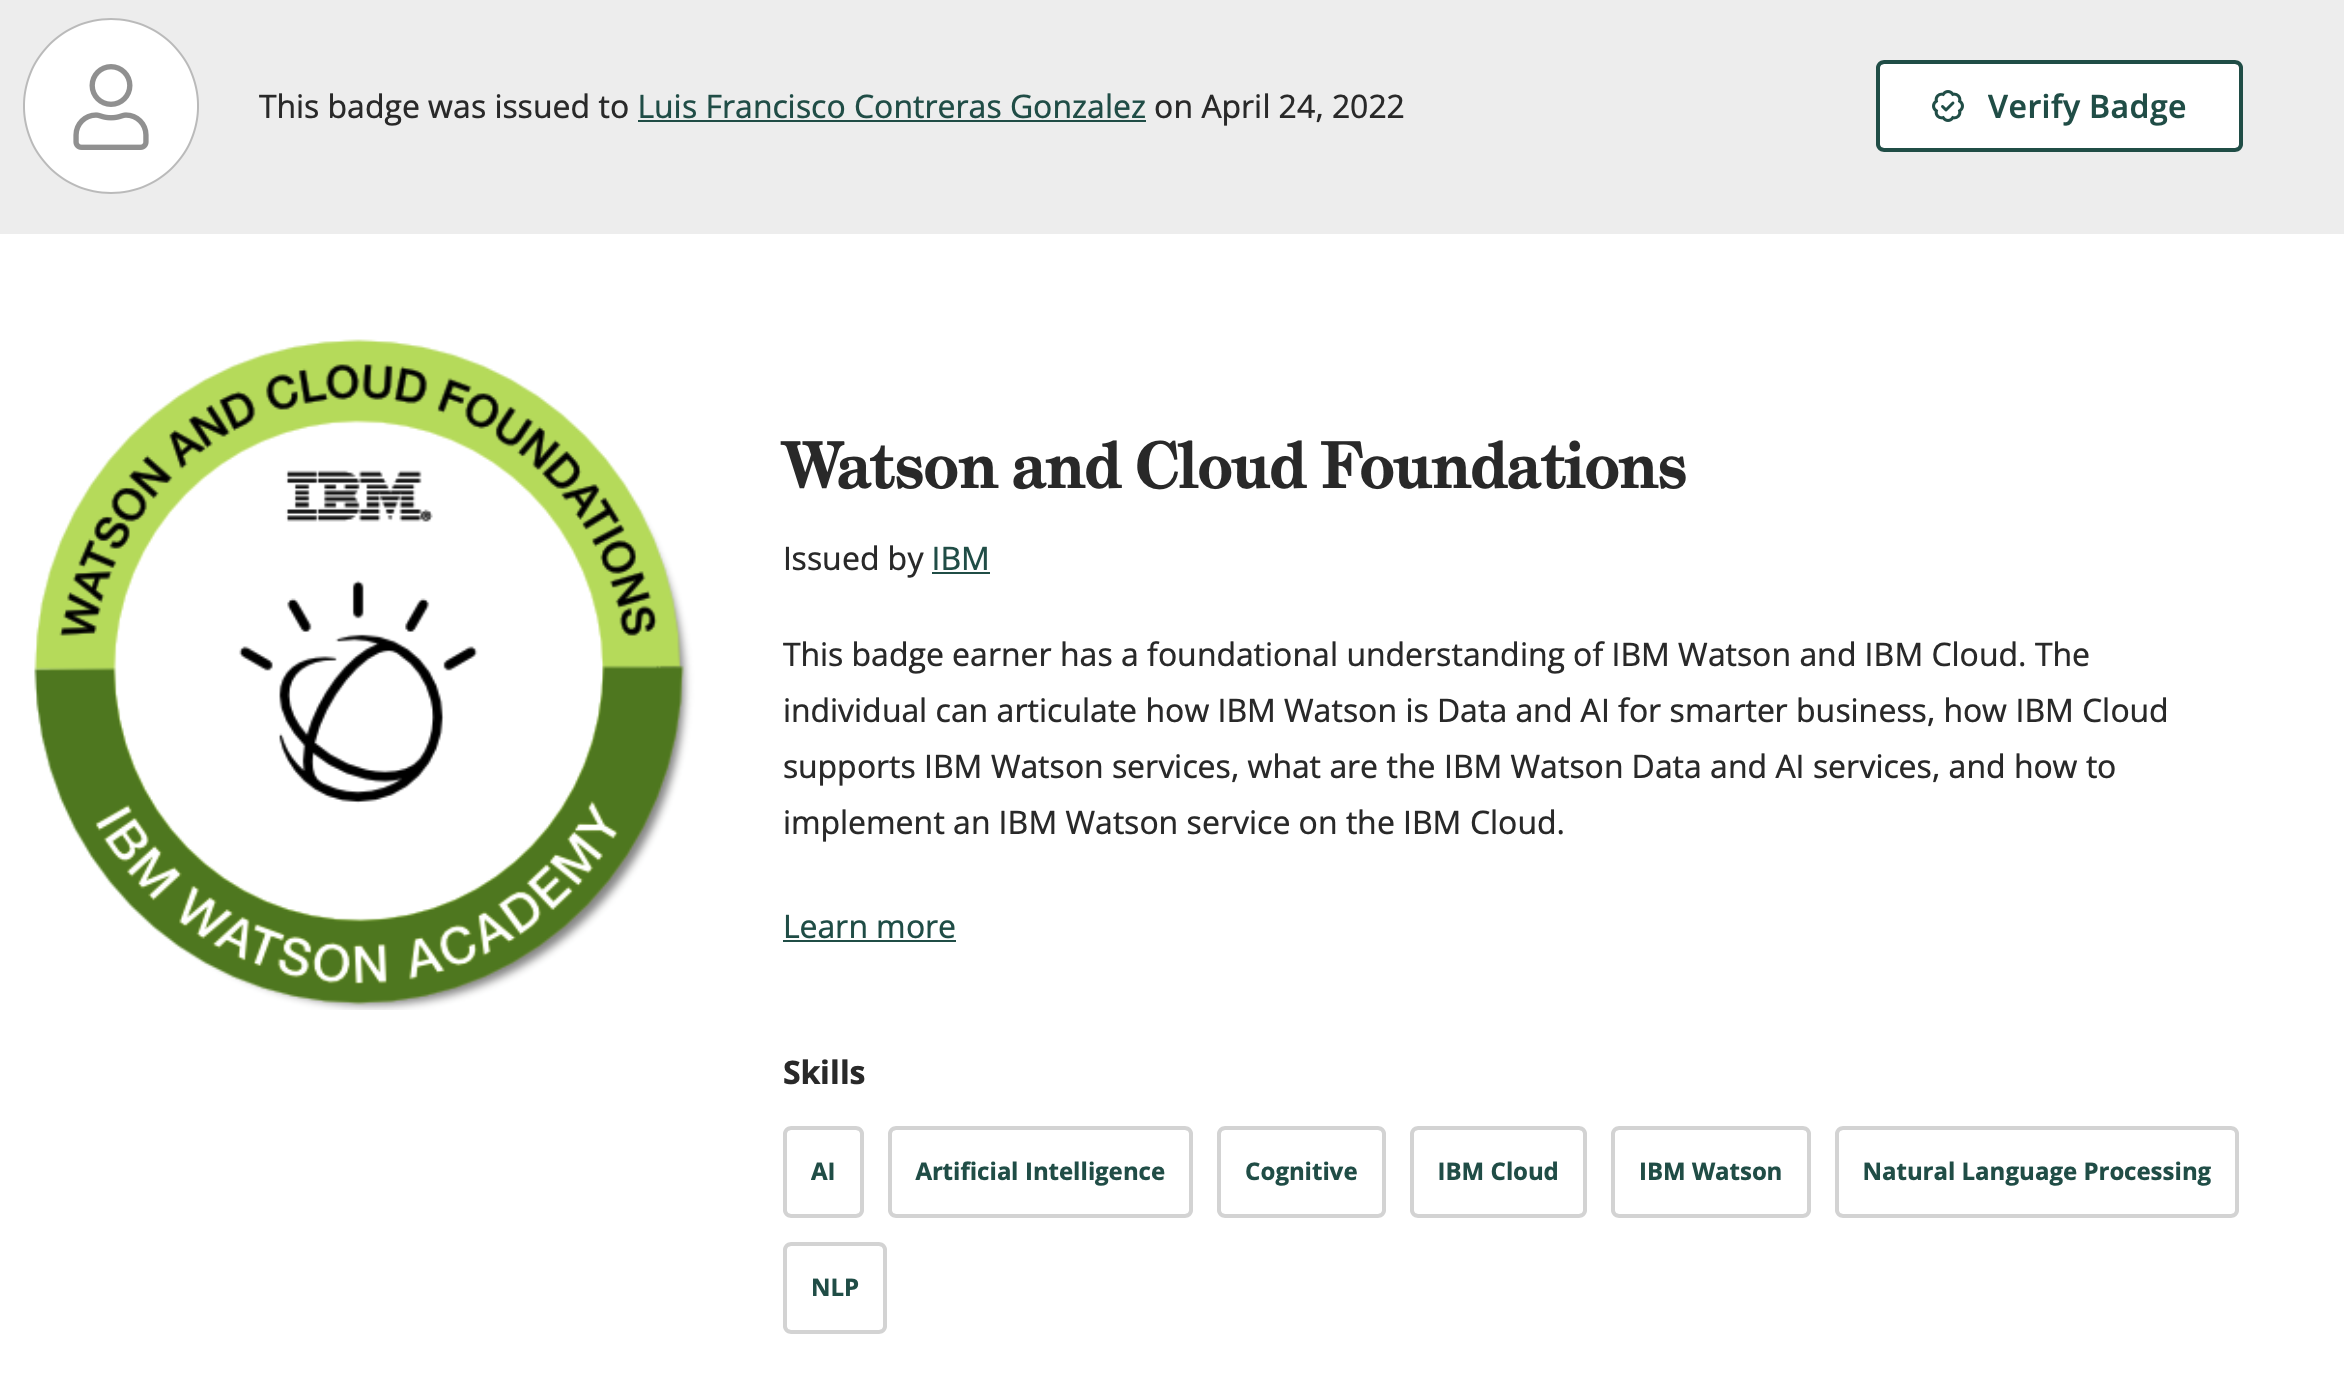 This badge was issued to Luis Francisco Contreras Gonzalez on April 24, 2022
Verify Badge
WATSON AND CLOUD FOUNDATIONS
IBM®
IBM WATSON ACADEMY
Watson and Cloud Foundations
Issued by IBM
This badge earner has a foundational understanding of IBM Watson and IBM Cloud. The
individual can articulate how IBM Watson is Data and AI for smarter business, how IBM Cloud
supports IBM Watson services, what are the IBM Watson Data and AI services, and how to
implement an IBM Watson service on the IBM Cloud.
Learn more
Skills
AI
Artificial Intelligence
Cognitive
IBM Cloud
IBM Watson
Natural Language Processing
NLP